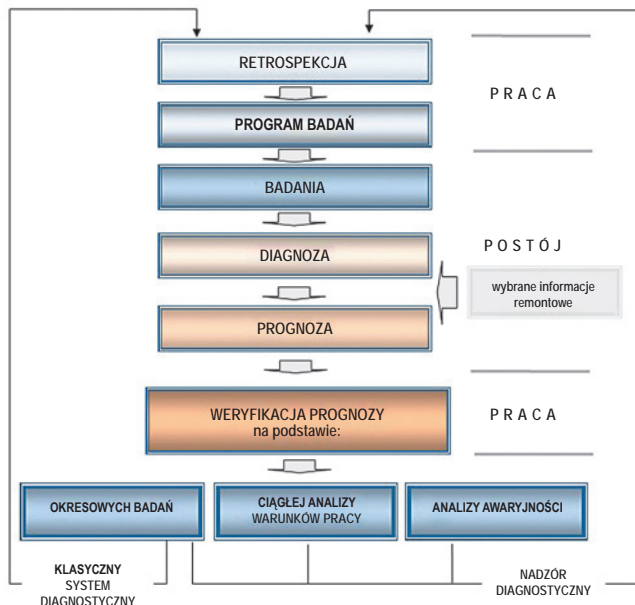 RETROSPEKCJA
PRACA
PROGRAM BADAŃ
BADANIA
DIAGNOZA
POSTÓJ
wybrane informacje
remontowe
PROGNOZA
WERYFIKACJA PROGNOZY
na podstawie:
PRACA
OKRESOWYCH BADAŃ
CIĄGŁEJ ANALIZY
WARUNKÓW PRACY
ANALIZY AWARYJNOŚCI
KLASYCZNY
SYSTEM
DIAGNOSTYCZNY
NADZÓR
DIAGNOSTYCZNY